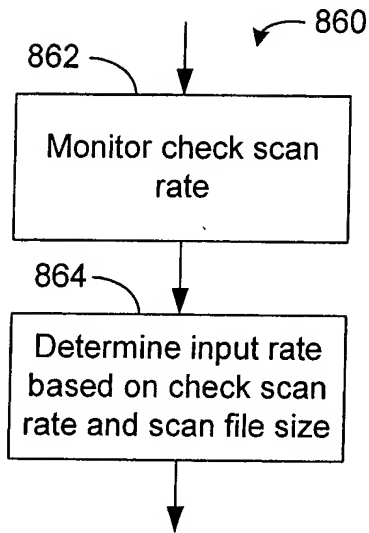 860
862
Monitor check scan
rate
864
Determine input rate
based on check scan
rate and scan file size